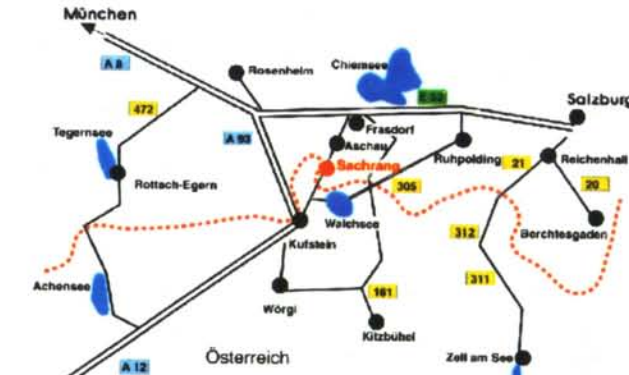 München
A 8
Rosenheim
Chiemsee
E 52
Salzburg
472
Tegernsee
A 93
Frasdorf
Aschau
Sachrang
Ruhpolding
21
Reichenhall
Rottach-Egern
305
20
Walchsee
Kufstein
312
Berchtesgaden
Achensee
311
Wörgl
161
Kitzbühel
Österreich
Zell am See
A 12